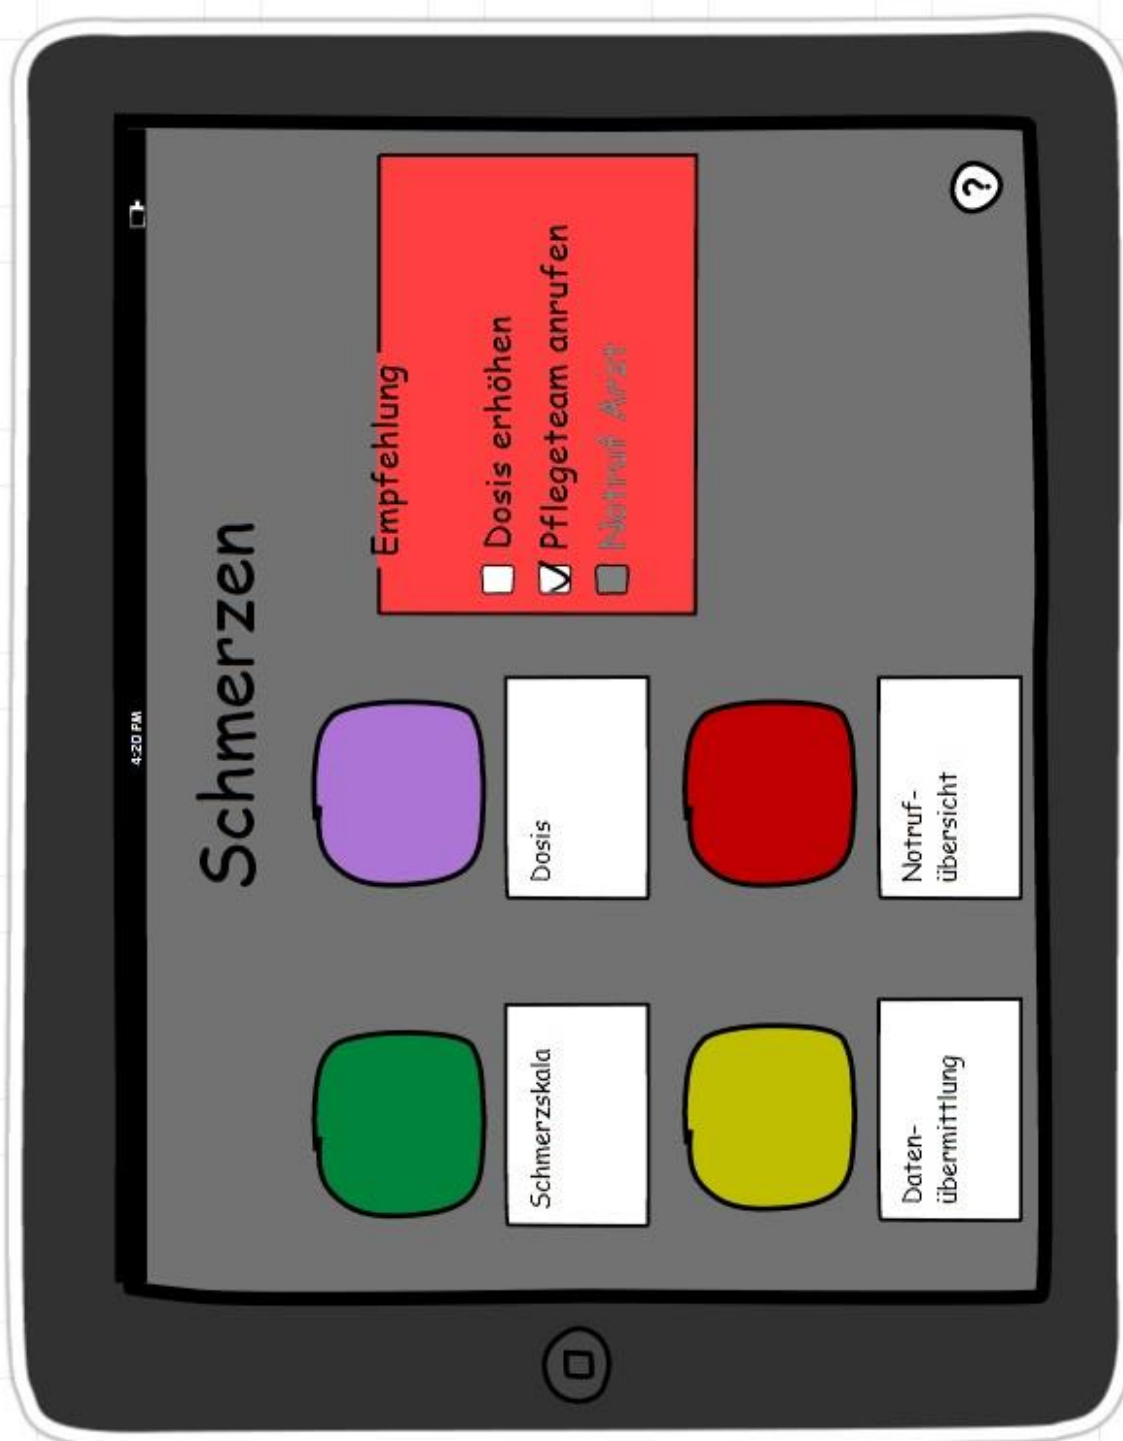 4:20 PM
Schmerzen
Empfehlung
Dosis erhöhen
Pflegeteam anrufen
Notruf Arzt
Schmerzskala
Dosis
Daten-
übermittlung
Notruf-
übersicht
?